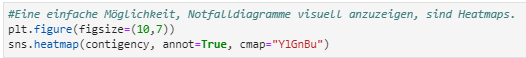 #Eine einfache Möglichkeit, Notfalldiagramme visuell anzuzeigen, sind Heatmaps.
plt.figure(figsize=(10,7))
sns.heatmap(contigency, annot=True, cmap="YlGnBu")